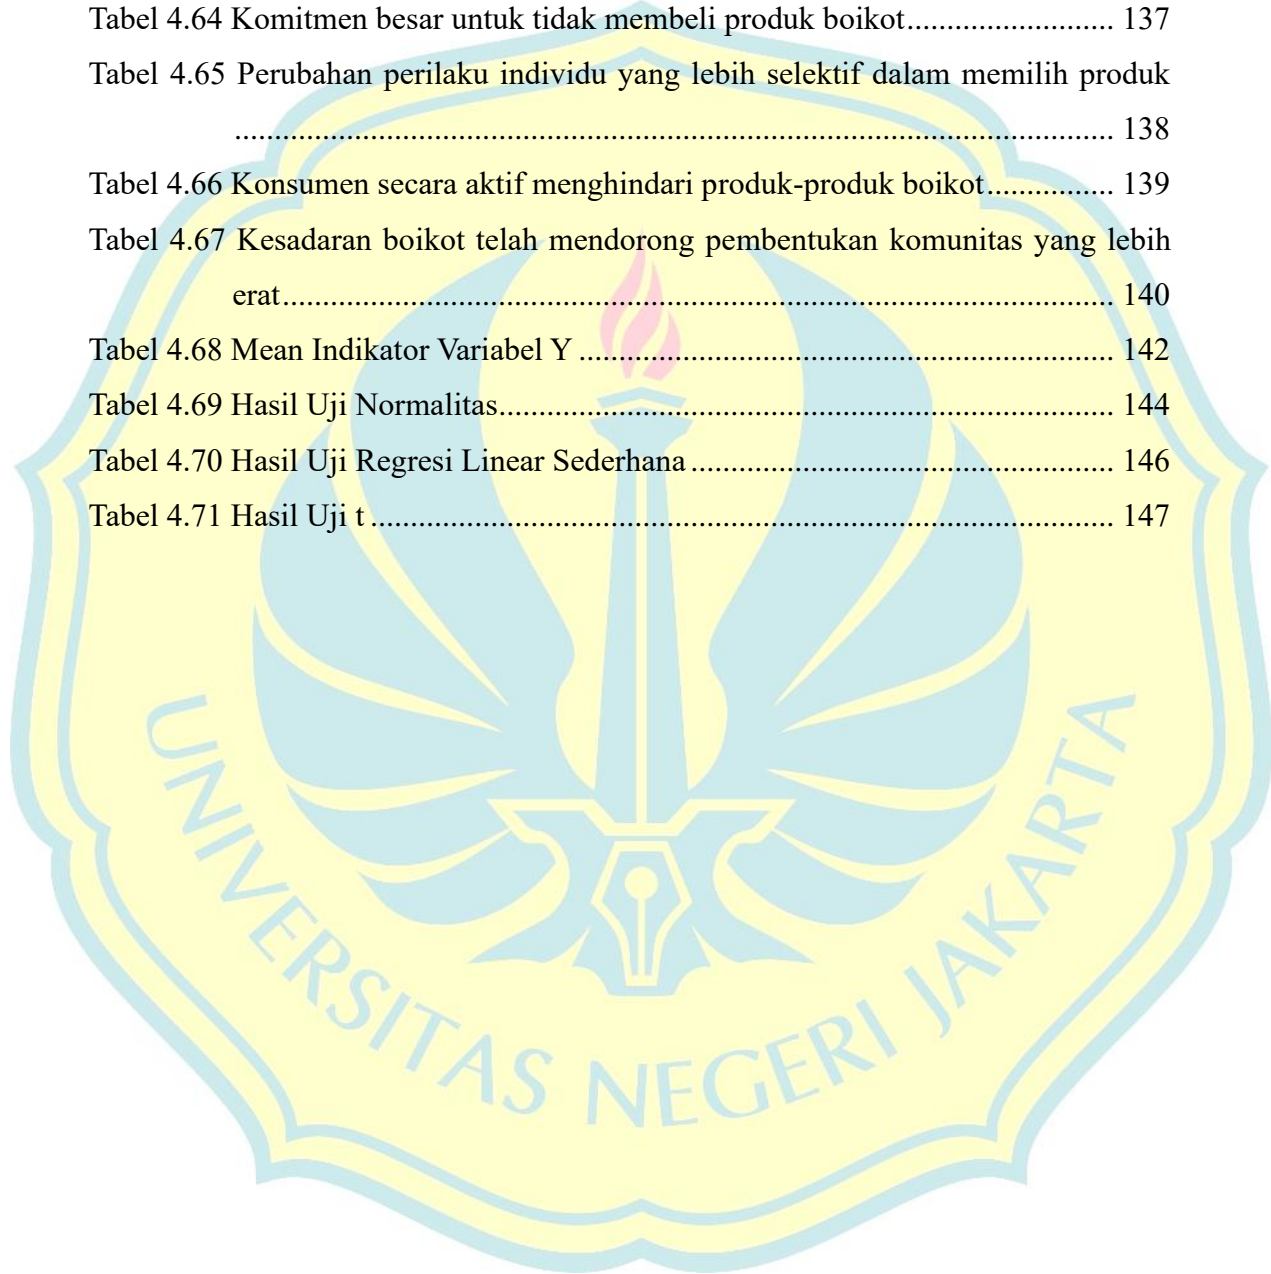 Tabel 4.64 Komitmen besar untuk tidak membeli produk boikot.......................... 137
Tabel 4.65 Perubahan perilaku individu yang lebih selektif dalam memilih produk
.............................................................................................................. 138
Tabel 4.66 Konsumen secara aktif menghindari produk-produk boikot................ 139
Tabel 4.67 Kesadaran boikot telah mendorong pembentukan komunitas yang lebih
erat........................................................................................................ 140
Tabel 4.68 Mean Indikator Variabel Y ................................................................... 142
Tabel 4.69 Hasil Uji Normalitas............................................................................. 144
Tabel 4.70 Hasil Uji Regresi Linear Sederhana ..................................................... 146
Tabel 4.71 Hasil Uji t ............................................................................................. 147
UNIVERSITAS NEGERI JAKARTA